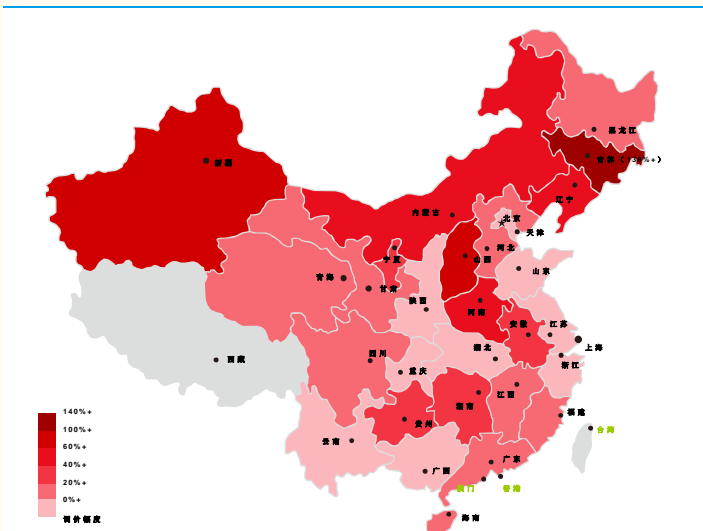 黑龙江
吉林（138%+）
新疆
辽宁
内蒙古
北京
天津
宁夏
山西
河北
山东
青海
甘肃
陕西
河南
安徽
江苏
上海
西藏
四川
重庆
湖北
浙江
湖南
江西
贵州
福建
台湾
云南
广西
广东
澳门
香港
海南
140%+
100%+
60%+
40%+
20%+
0%+
调价幅度